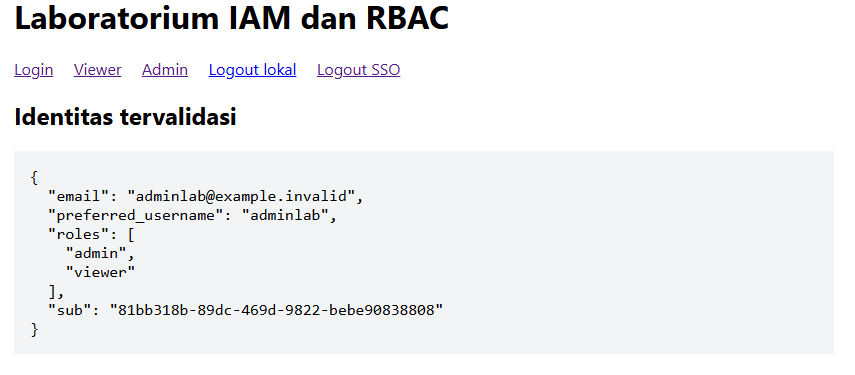 Laboratorium IAM dan RBAC
Login Viewer Admin Logout lokal Logout SSO
Identitas tervalidasi
{
  "email": "adminlab@example.invalid",
  "preferred_username": "adminlab",
  "roles": [
    "admin",
    "viewer"
  ],
  "sub": "81bb318b-89dc-469d-9822-bebe90838808"
}